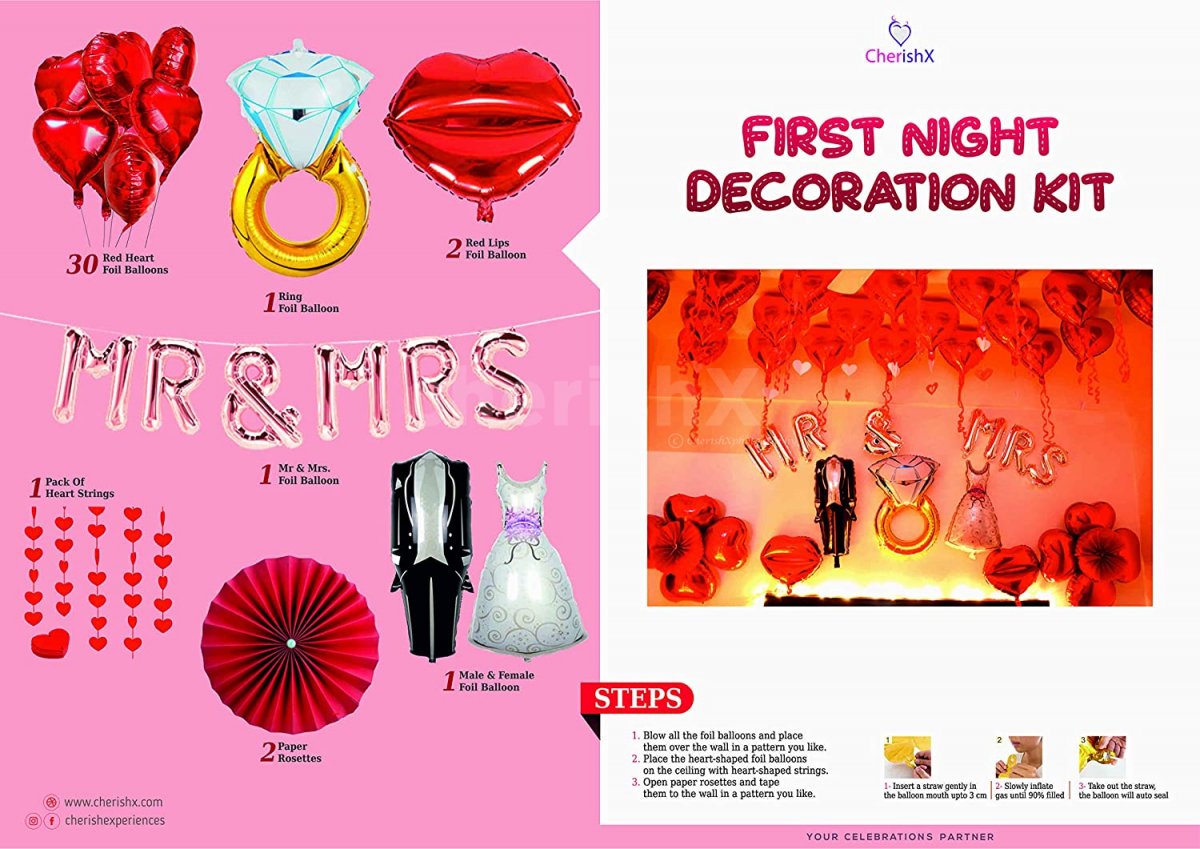 30 Red Heart
Foil Balloons
1 Ring
Foil Balloon
2 Red Lips
Foil Balloon
MR&MRS
1 Mr & Mrs.
Foil Balloon
1 Pack Of
Heart Strings
2 Paper
Rosettes
1 Male & Female
Foil Balloon
www.cherishx.com
cherishexperiences
CherishX
CherishX
FIRST NIGHT
DECORATION KIT
MR & MRS
STEPS
1. Blow all the foil balloons and place
them over the wall in a pattern you like.
2. Place the heart-shaped foil balloons
on the ceiling with heart-shaped strings.
3. Open paper rosettes and tape
them to the wall in a pattern you like.
1
1- Insert a straw gently in
the balloon mouth upto 3 cm
2
2- Slowly inflate
gas until 90% filled
3
3- Take out the straw,
the balloon will auto seal
YOUR CELEBRATIONS PARTNER